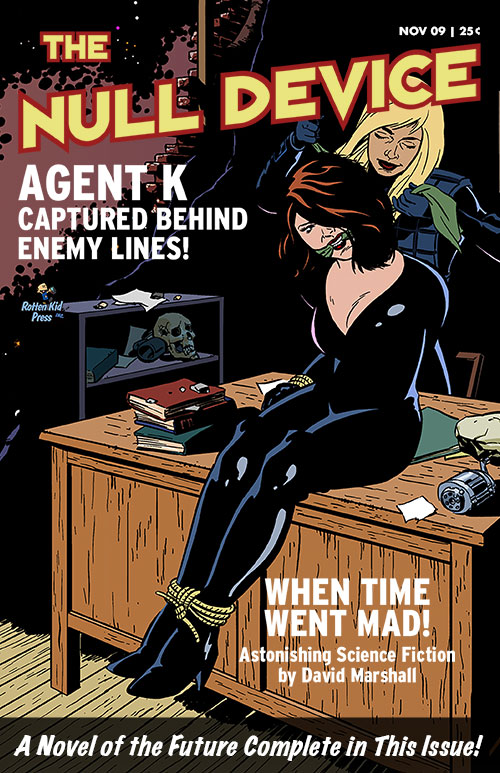 NOV 09 | 25¢
THE
NULL DEVICE
AGENT K
CAPTURED BEHIND
ENEMY LINES!
Rotten Kid
Press
WHEN TIME
WENT MAD!
Astonishing Science Fiction
by David Marshall
A Novel of the Future Complete in This Issue!